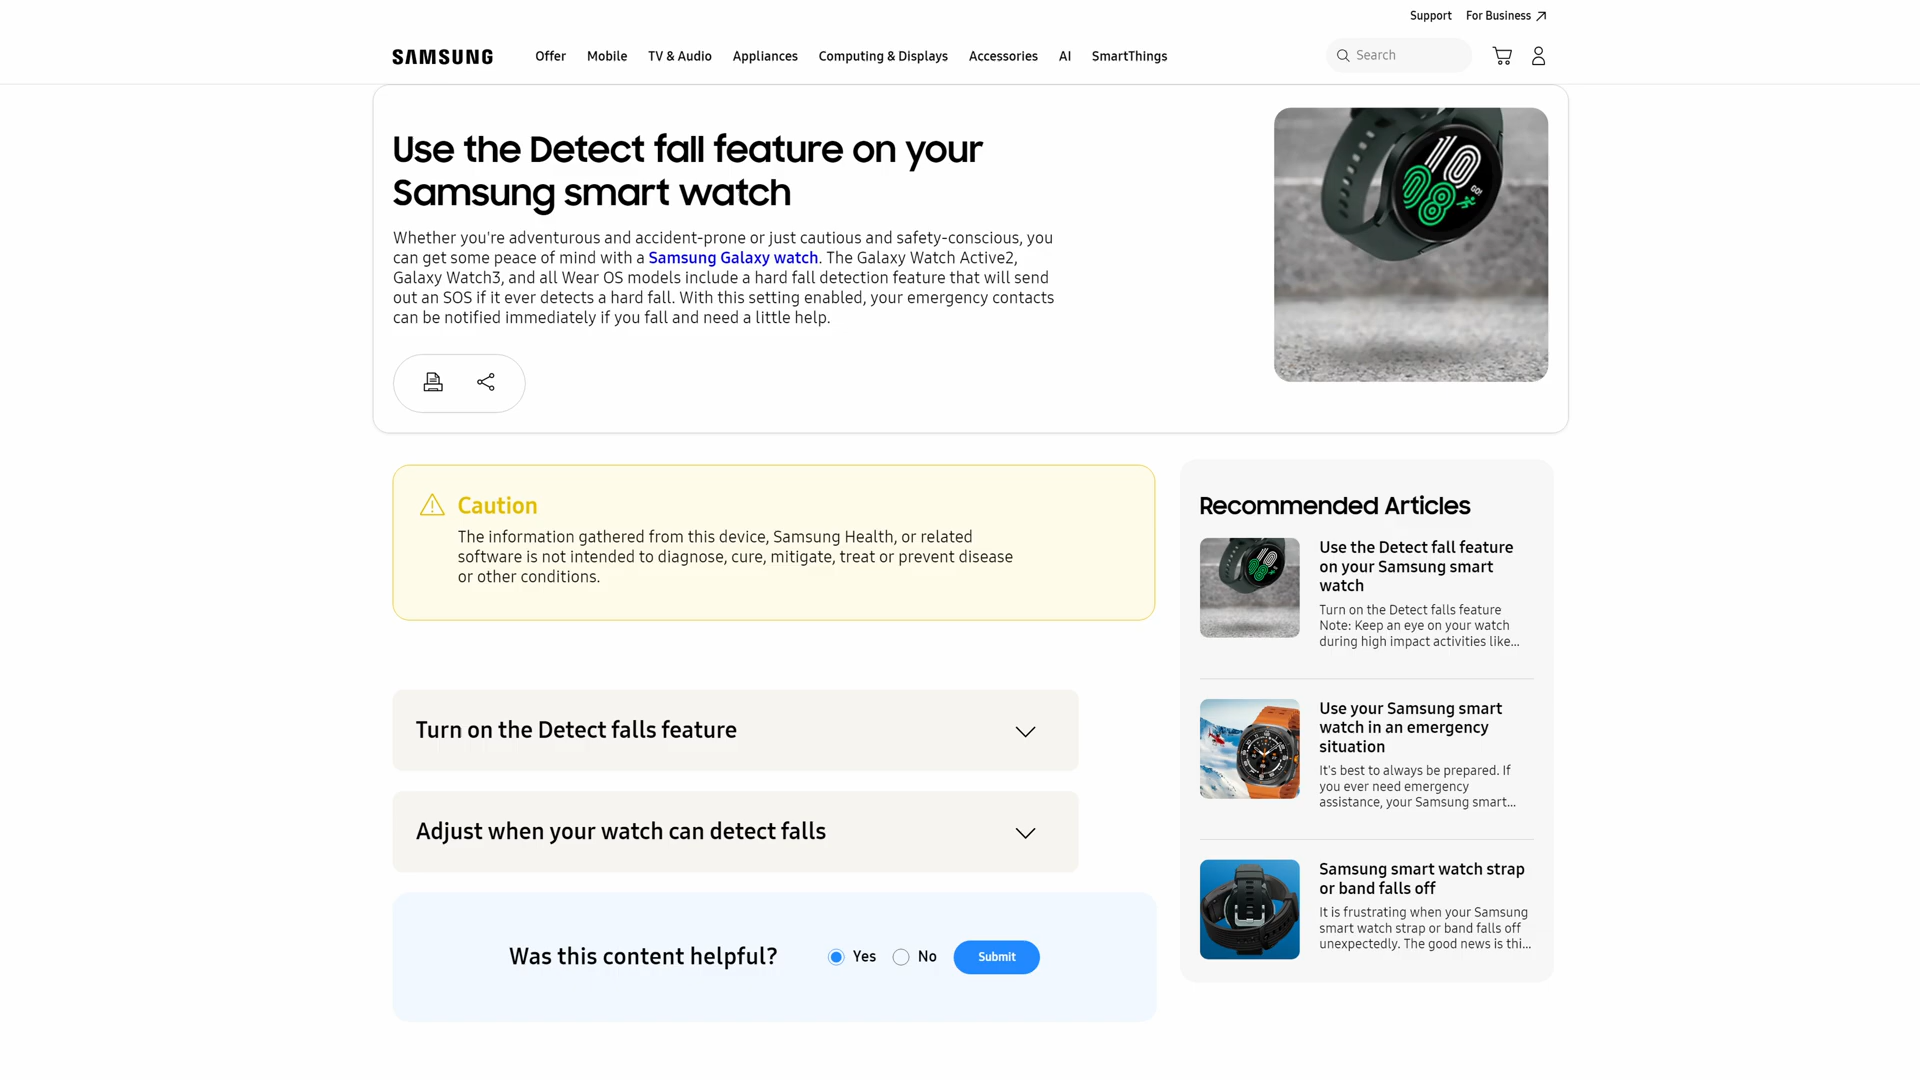 Support For Business
SAMSUNG Offer Mobile TV & Audio Appliances Computing & Displays Accessories AI SmartThings Search
Use the Detect fall feature on your
Samsung smart watch
Whether you're adventurous and accident-prone or just cautious and safety-conscious, you
can get some peace of mind with a Samsung Galaxy watch. The Galaxy Watch Active2,
Galaxy Watch3, and all Wear OS models include a hard fall detection feature that will send
out an SOS if it ever detects a hard fall. With this setting enabled, your emergency contacts
can be notified immediately if you fall and need a little help.
10
08
GO!
Caution
The information gathered from this device, Samsung Health, or related
software is not intended to diagnose, cure, mitigate, treat or prevent disease
or other conditions.
Turn on the Detect falls feature
Adjust when your watch can detect falls
Was this content helpful? Yes No Submit
Recommended Articles
10
08
Use the Detect fall feature
on your Samsung smart
watch
Turn on the Detect falls feature
Note: Keep an eye on your watch
during high impact activities like...
Use your Samsung smart
watch in an emergency
situation
It's best to always be prepared. If
you ever need emergency
assistance, your Samsung smart...
Samsung smart watch strap
or band falls off
It is frustrating when your Samsung
smart watch strap or band falls off
unexpectedly. The good news is thi...